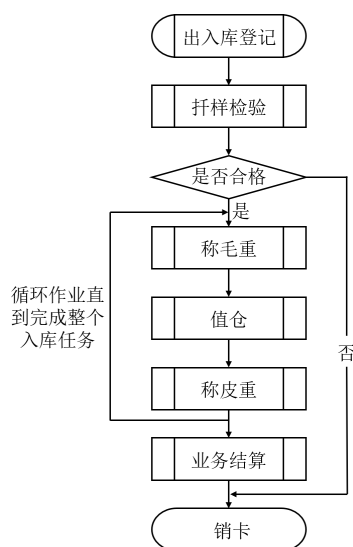 出入库登记
扦样检验
是否合格
是
称毛重
循环作业直
到完成整个
入库任务
值仓
否
称皮重
业务结算
销卡